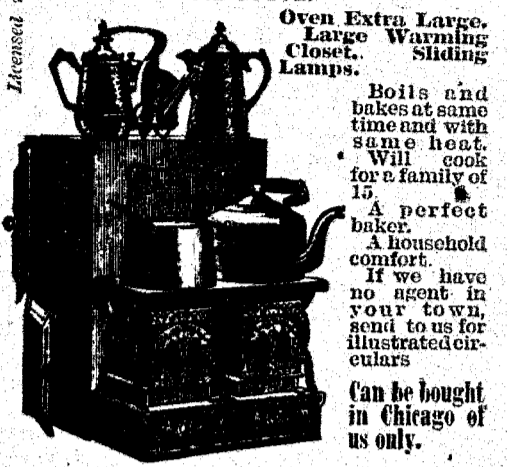 Licensed
Oven Extra Large.
Large Warming
Closet. Sliding
Lamps.
Boils and
bakes at same
time and with
same heat.
Will cook
for a family of
15.
A perfect
baker.
A household
comfort.
If we have
no agent in
your town,
send to us for
illustrated cir-
culars
Can be bought
in Chicago of
us only.